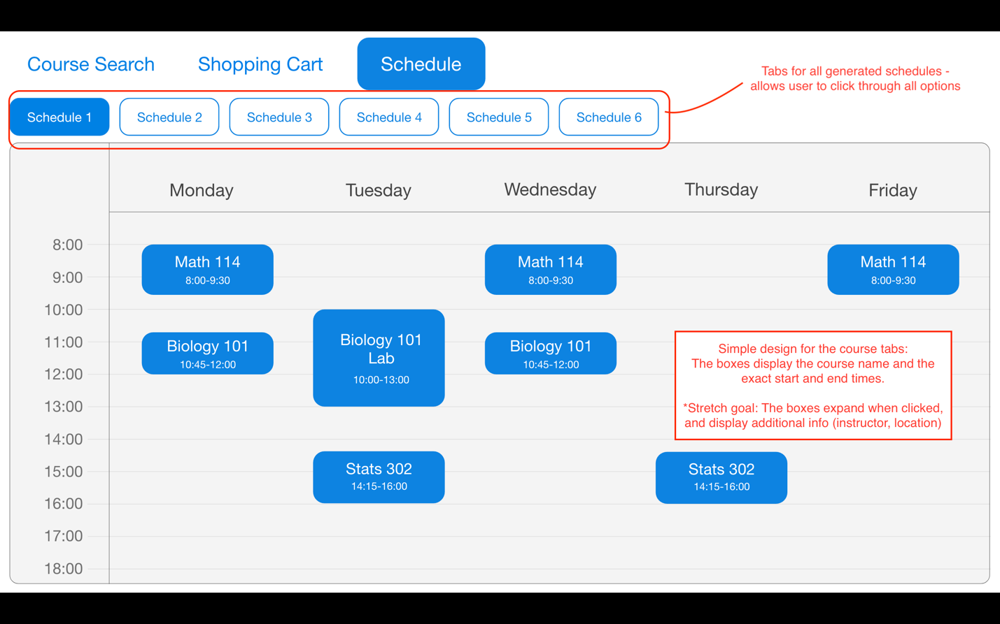 Course Search
Shopping Cart
Schedule
Tabs for all generated schedules -
allows user to click through all options
Schedule 1
Schedule 2
Schedule 3
Schedule 4
Schedule 5
Schedule 6
Monday
Tuesday
Wednesday
Thursday
Friday
8:00
9:00
10:00
11:00
12:00
13:00
14:00
15:00
16:00
17:00
18:00
Math 114
8:00-9:30
Biology 101
10:45-12:00
Biology 101
Lab
10:00-13:00
Stats 302
14:15-16:00
Math 114
8:00-9:30
Biology 101
10:45-12:00
Stats 302
14:15-16:00
Math 114
8:00-9:30
Simple design for the course tabs:
The boxes display the course name and the
exact start and end times.
*Stretch goal: The boxes expand when clicked,
and display additional info (instructor, location)